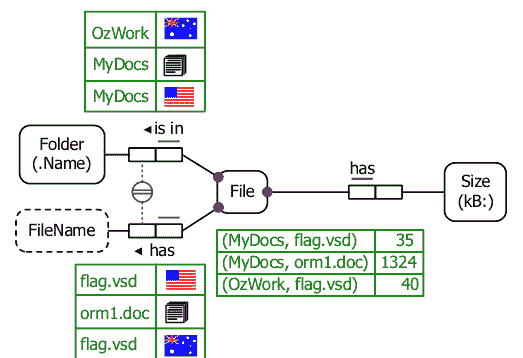 OzWork
MyDocs
MyDocs
◄is in
Folder
(.Name)
File
has
Size
(kB:)
FileName
◄ has
(MyDocs, flag.vsd) 35
(MyDocs, orm1.doc) 1324
(OzWork, flag.vsd) 40
flag.vsd
orm1.doc
flag.vsd